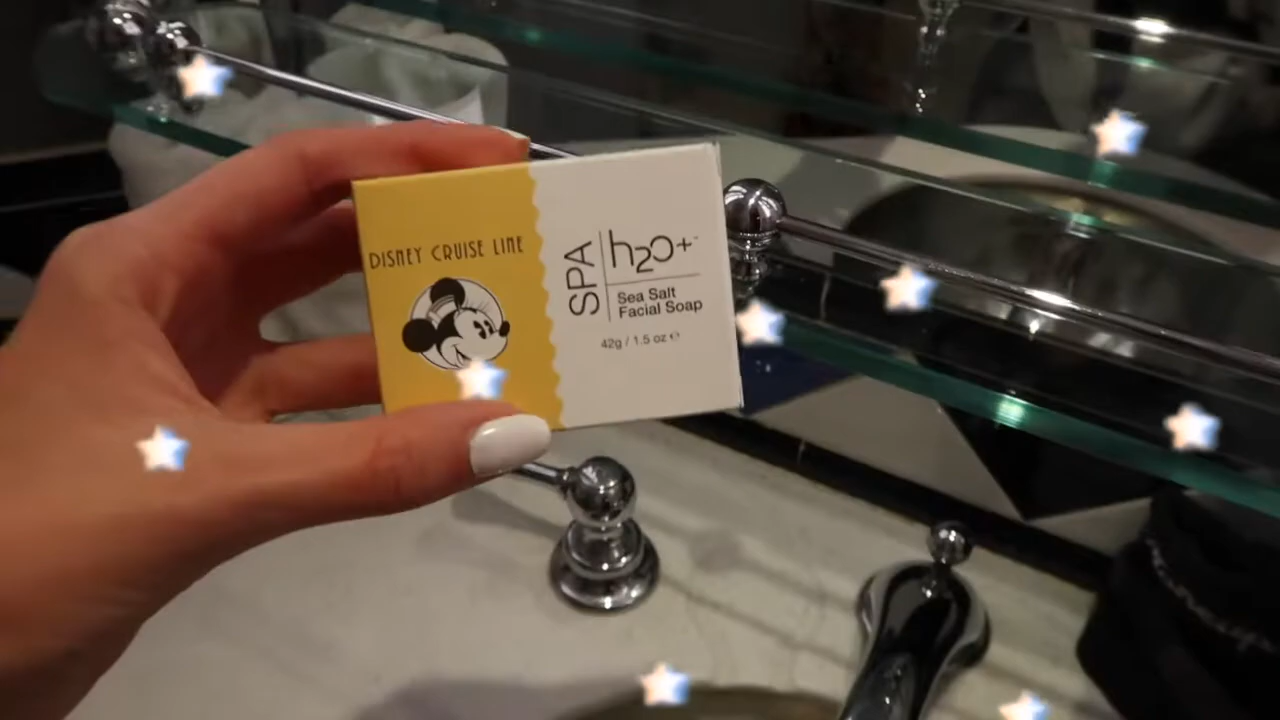 DISNEY CRUISE LINE
SPA
h2o+
Sea Salt
Facial Soap
42g / 1.5 oz ℮